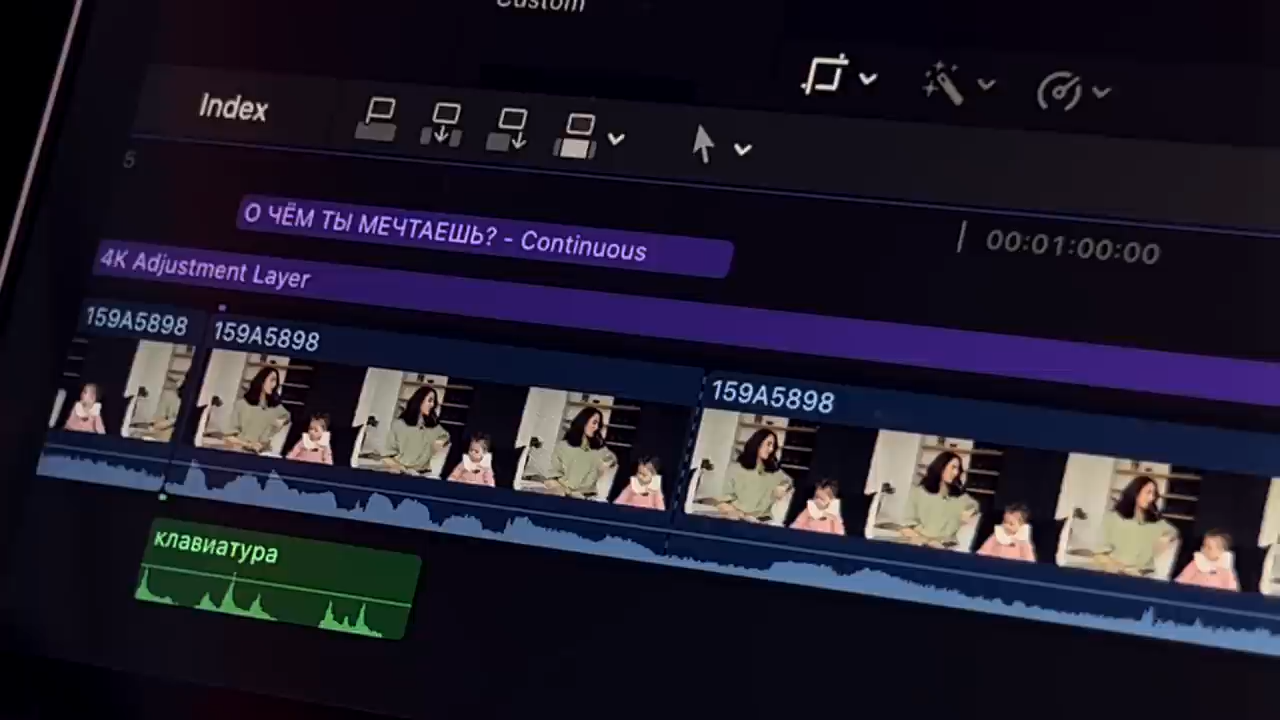 Custom
Index
5
00:01:00:00
О ЧЁМ ТЫ МЕЧТАЕШЬ? - Continuous
4K Adjustment Layer
159A5898
159A5898
159A5898
клавиатура